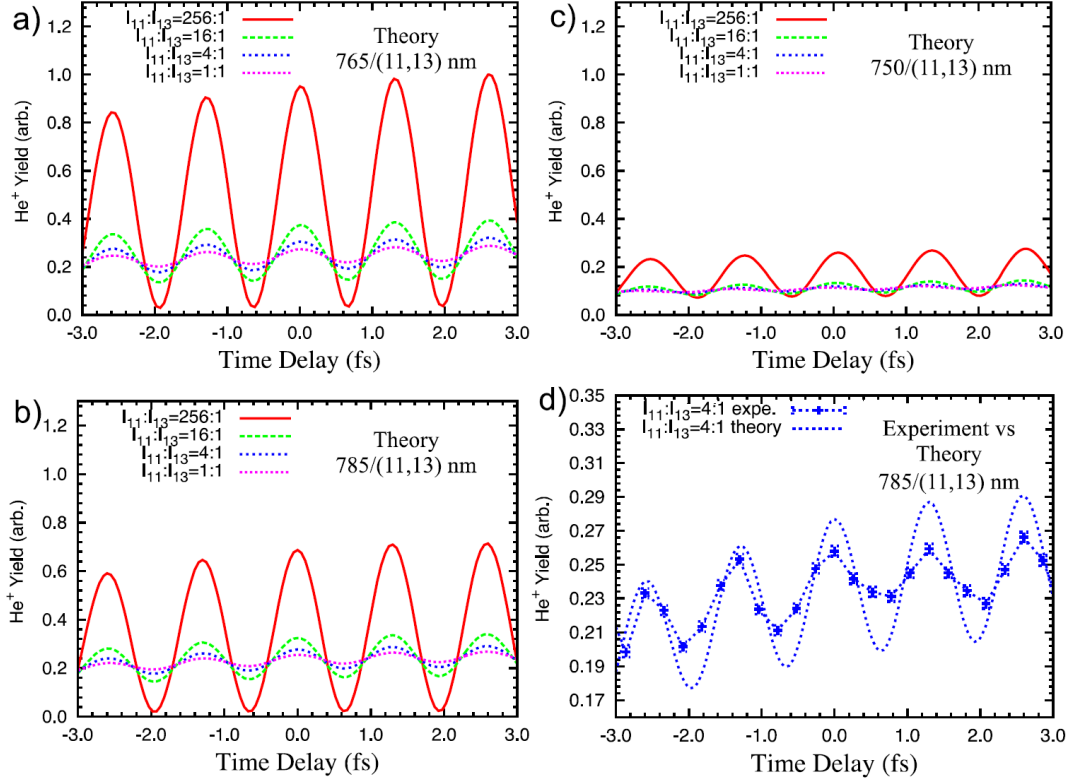 a)
I11:I13=256:1
I11:I13=16:1
I11:I13=4:1
I11:I13=1:1
Theory
765/(11,13) nm
He+ Yield (arb.)
1.2
1.0
0.8
0.6
0.4
0.2
0.0
-3.0 -2.0 -1.0 0.0 1.0 2.0 3.0
Time Delay (fs)
c)
I11:I13=256:1
I11:I13=16:1
I11:I13=4:1
I11:I13=1:1
Theory
750/(11,13) nm
He+ Yield (arb.)
1.2
1.0
0.8
0.6
0.4
0.2
0.0
-3.0 -2.0 -1.0 0.0 1.0 2.0 3.0
Time Delay (fs)
b)
I11:I13=256:1
I11:I13=16:1
I11:I13=4:1
I11:I13=1:1
Theory
785/(11,13) nm
He+ Yield (arb.)
1.2
1.0
0.8
0.6
0.4
0.2
0.0
-3.0 -2.0 -1.0 0.0 1.0 2.0 3.0
Time Delay (fs)
d)
I11:I13=4:1 expe.
I11:I13=4:1 theory
Experiment vs
Theory
785/(11,13) nm
He+ Yield (arb.)
0.35
0.33
0.31
0.29
0.27
0.25
0.23
0.21
0.19
0.17
-3.0 -2.0 -1.0 0.0 1.0 2.0 3.0
Time Delay (fs)